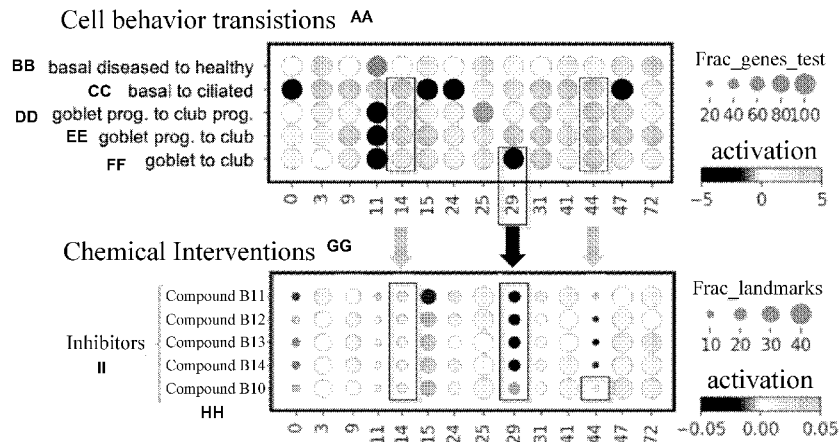 Cell behavior transistions AA
BB basal diseased to healthy
CC basal to ciliated
DD goblet prog. to club prog.
EE goblet prog. to club
FF goblet to club
0 3 9 11 14 15 24 25 29 31 41 44 47 72
Frac_genes_test
20 40 60 80 100
activation
-5 0 5
Chemical Interventions GG
Compound B11
Compound B12
Inhibitors
Compound B13
II
Compound B14
Compound B10
HH
0 3 9 11 14 15 24 25 29 31 41 44 47 72
Frac_landmarks
10 20 30 40
activation
-0.05 0.00 0.05